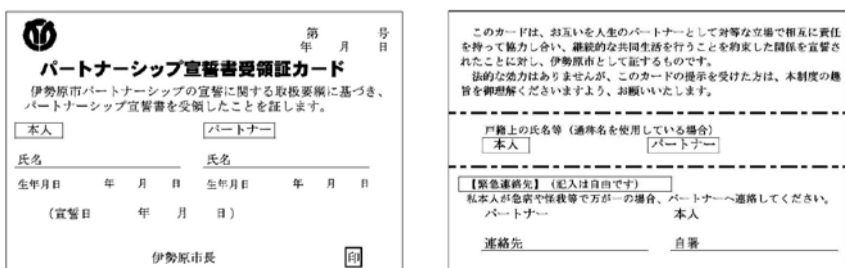 第 号
年 月 日
パートナーシップ宣誓書受領証カード
伊勢原市パートナーシップの宣誓に関する取扱要綱に基づき、
パートナーシップ宣誓書を受領したことを証します。
本人 パートナー
氏名 氏名
生年月日 年 月 日 生年月日 年 月 日
(宣誓日 年 月 日)
伊勢原市長 印
このカードは、お互いを人生のパートナーとして対等な立場で相互に責任
を持って協力し合い、継続的な共同生活を行うことを約束した関係を宣誓さ
れたことに対し、伊勢原市として証するものです。
法的な効力はありませんが、このカードの提示を受けた方は、本制度の趣
旨を御理解くださいますよう、お願いいたします。
戸籍上の氏名等(通称名を使用している場合)
本人 パートナー
【緊急連絡先】(記入は自由です)
私本人が急病や怪我等で万が一の場合、パートナーへ連絡してください。
パートナー 本人
連絡先 自署